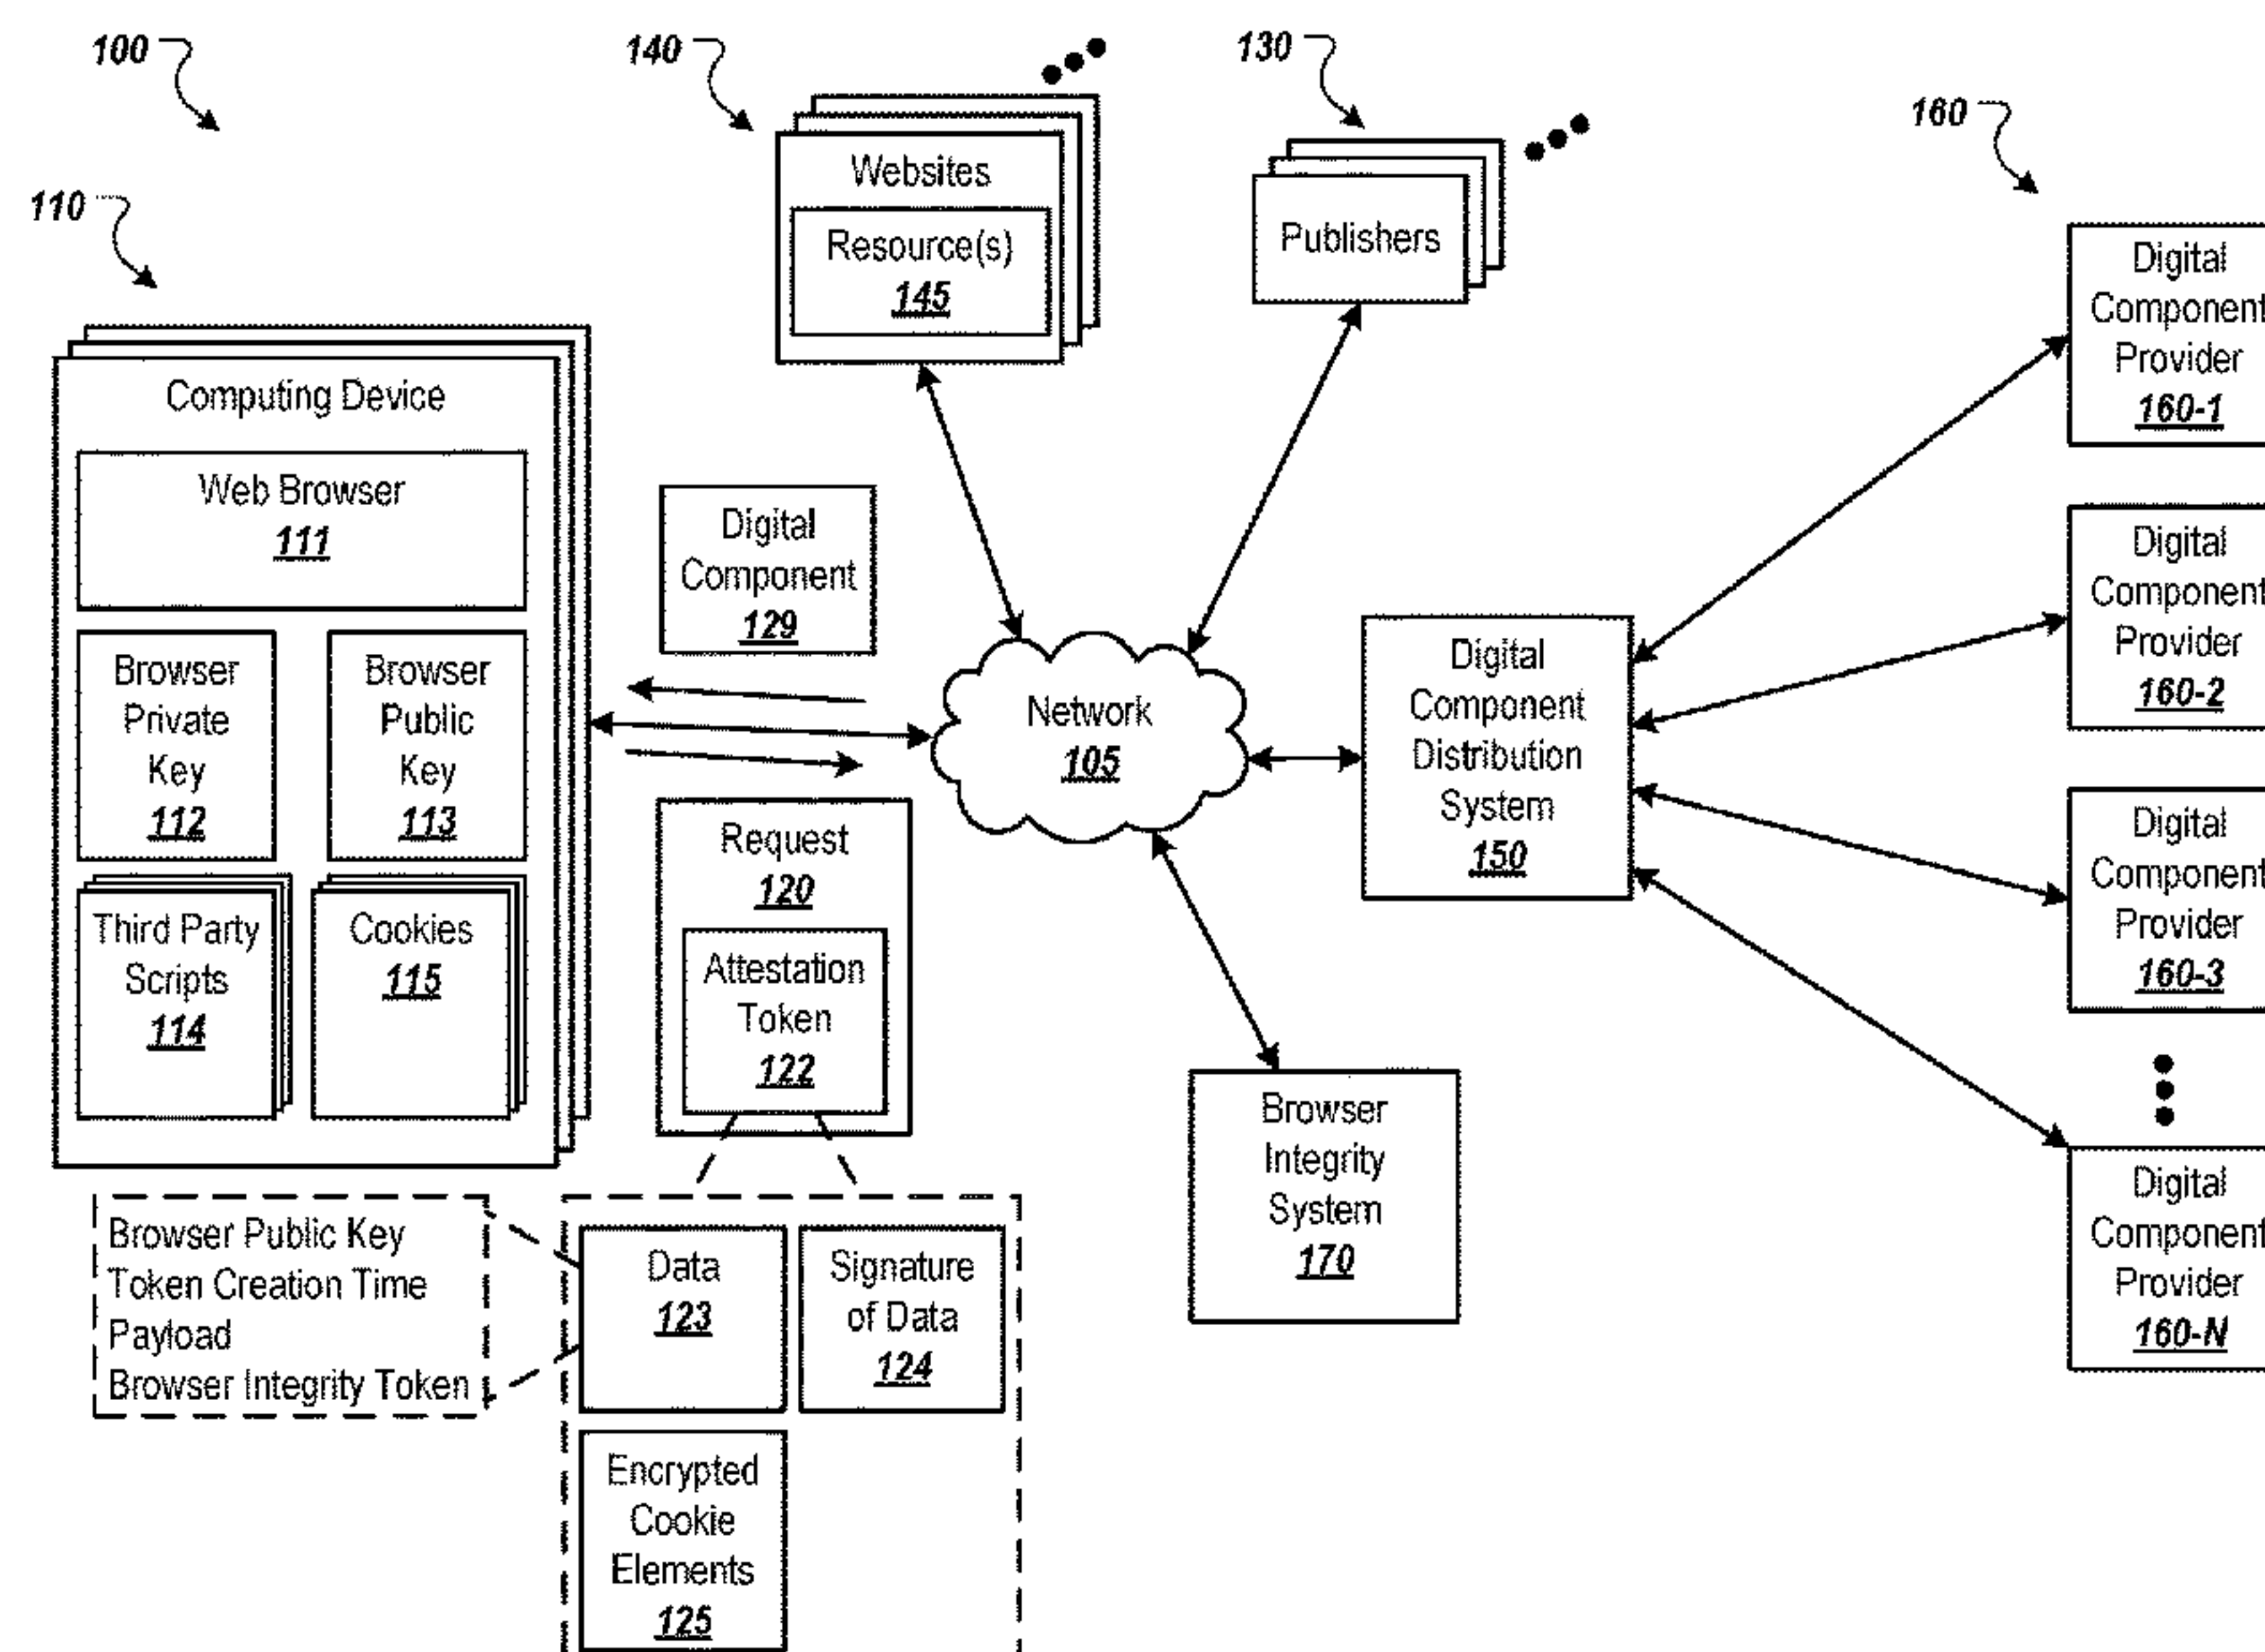 100
140
130
160
110
Websites
Resource(s)
145
Publishers
Computing Device
Web Browser
111
Browser
Private
Key
112
Browser
Public
Key
113
Third Party
Scripts
114
Cookies
115
Digital
Component
129
Network
105
Request
120
Attestation
Token
122
Browser Public Key
Token Creation Time
Payload
Browser Integrity Token
Data
123
Signature
of Data
124
Encrypted
Cookie
Elements
125
Digital
Component
Distribution
System
150
Browser
Integrity
System
170
Digital
Component
Provider
160-1
Digital
Component
Provider
160-2
Digital
Component
Provider
160-3
Digital
Component
Provider
160-N